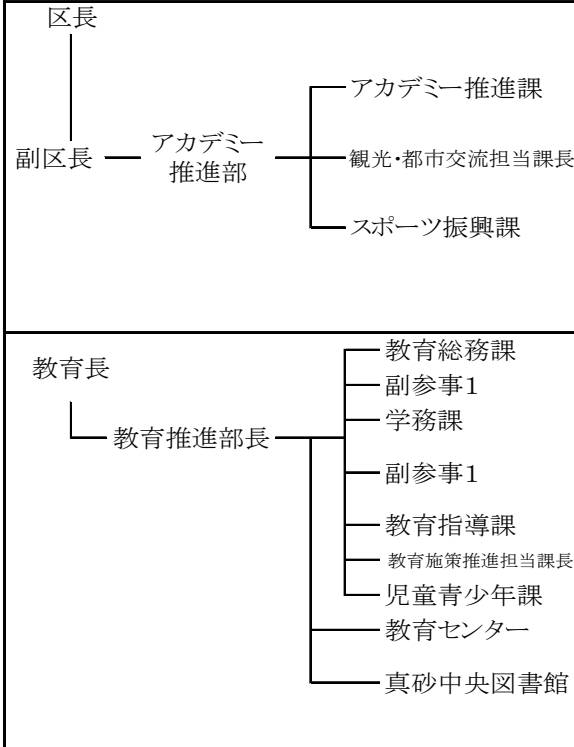 区長
副区長
アカデミー
推進部
アカデミー推進課
観光・都市交流担当課長
スポーツ振興課
教育長
教育推進部長
教育総務課
副参事1
学務課
副参事1
教育指導課
教育施策推進担当課長
児童青少年課
教育センター
真砂中央図書館